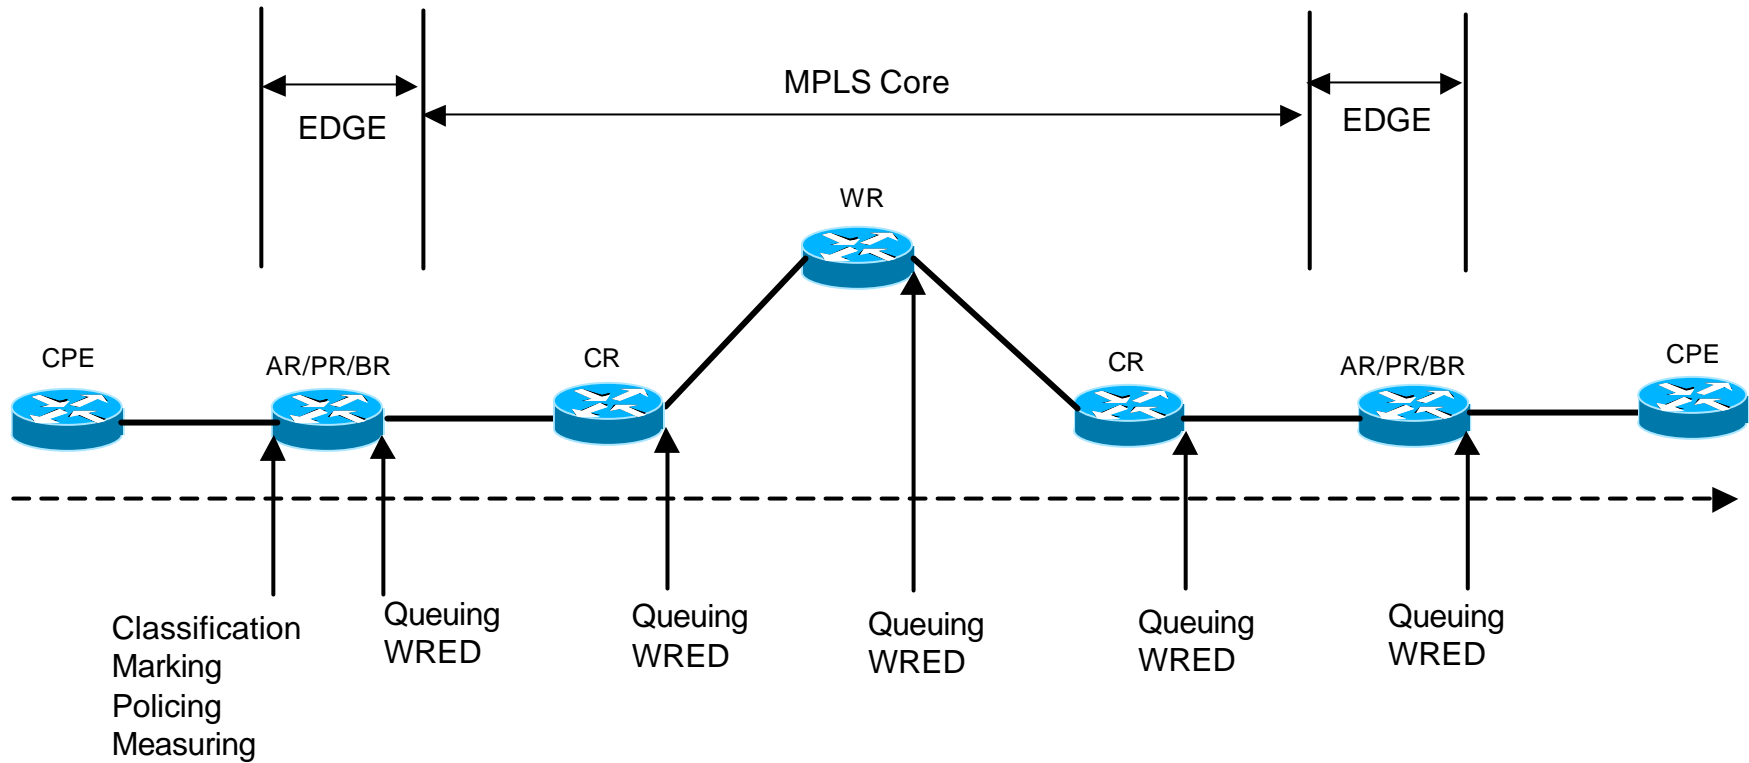 MPLS Core
EDGE
EDGE
WR
CPE
AR/PR/BR
CR
CR
AR/PR/BR
CPE
Classification
Marking
Policing
Measuring
Queuing
WRED
Queuing
WRED
Queuing
WRED
Queuing
WRED
Queuing
WRED